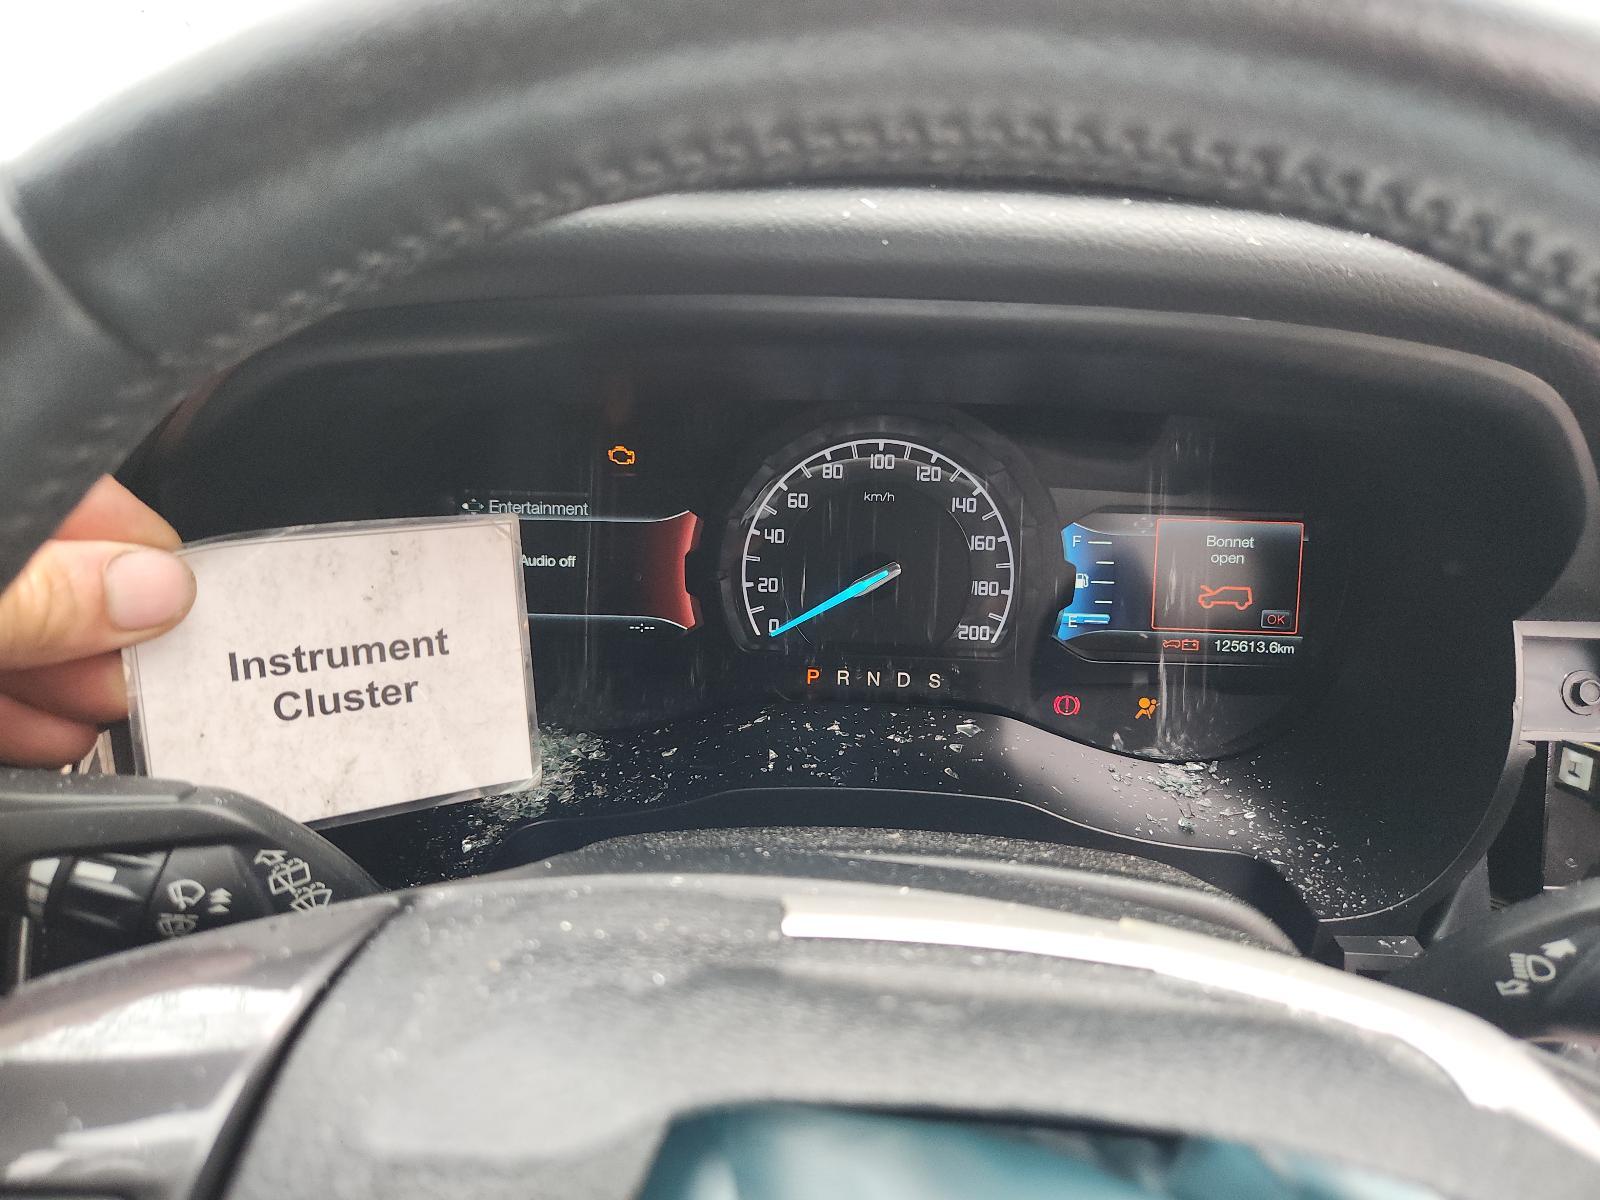 Entertainment
Audio off
--:--
Instrument
Cluster
0
20
40
60
80
100
120
140
160
180
200
km/h
P R N D S
F
E
Bonnet
open
OK
125613.6km